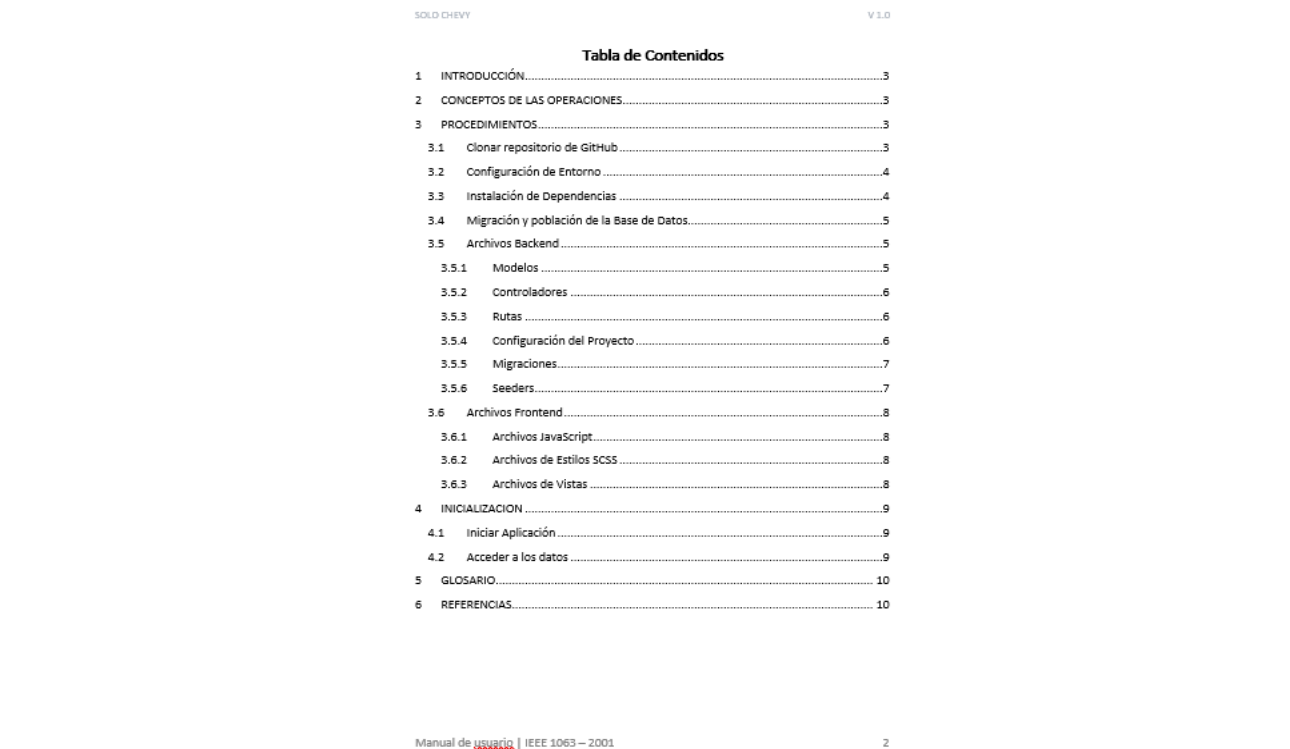 SOLO CHEVY V 1.0
Tabla de Contenidos
1 INTRODUCCIÓN 3
2 CONCEPTOS DE LAS OPERACIONES 3
3 PROCEDIMIENTOS 3
3.1 Clonar repositorio de GitHub 3
3.2 Configuración de Entorno 4
3.3 Instalación de Dependencias 4
3.4 Migración y población de la Base de Datos 5
3.5 Archivos Backend 5
3.5.1 Modelos 5
3.5.2 Controladores 6
3.5.3 Rutas 6
3.5.4 Configuración del Proyecto 6
3.5.5 Migraciones 7
3.5.6 Seeders 7
3.6 Archivos Frontend 8
3.6.1 Archivos JavaScript 8
3.6.2 Archivos de Estilos SCSS 8
3.6.3 Archivos de Vistas 8
4 INICIALIZACION 9
4.1 Iniciar Aplicación 9
4.2 Acceder a los datos 9
5 GLOSARIO 10
6 REFERENCIAS 10
Manual de usuario | IEEE 1063 – 2001 2